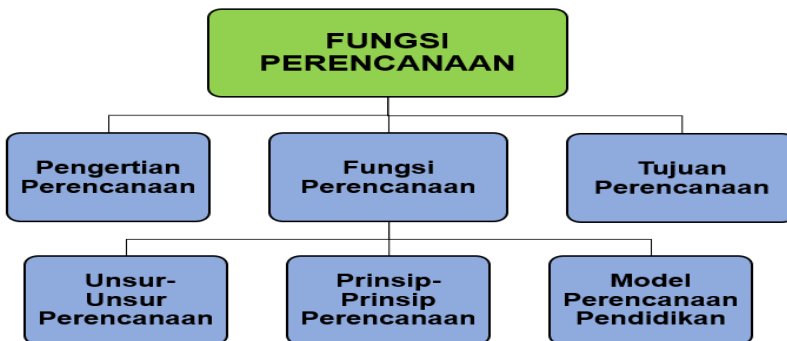 FUNGSI
PERENCANAAN
Pengertian
Perencanaan
Fungsi
Perencanaan
Tujuan
Perencanaan
Unsur-
Unsur
Perencanaan
Prinsip-
Prinsip
Perencanaan
Model
Perencanaan
Pendidikan